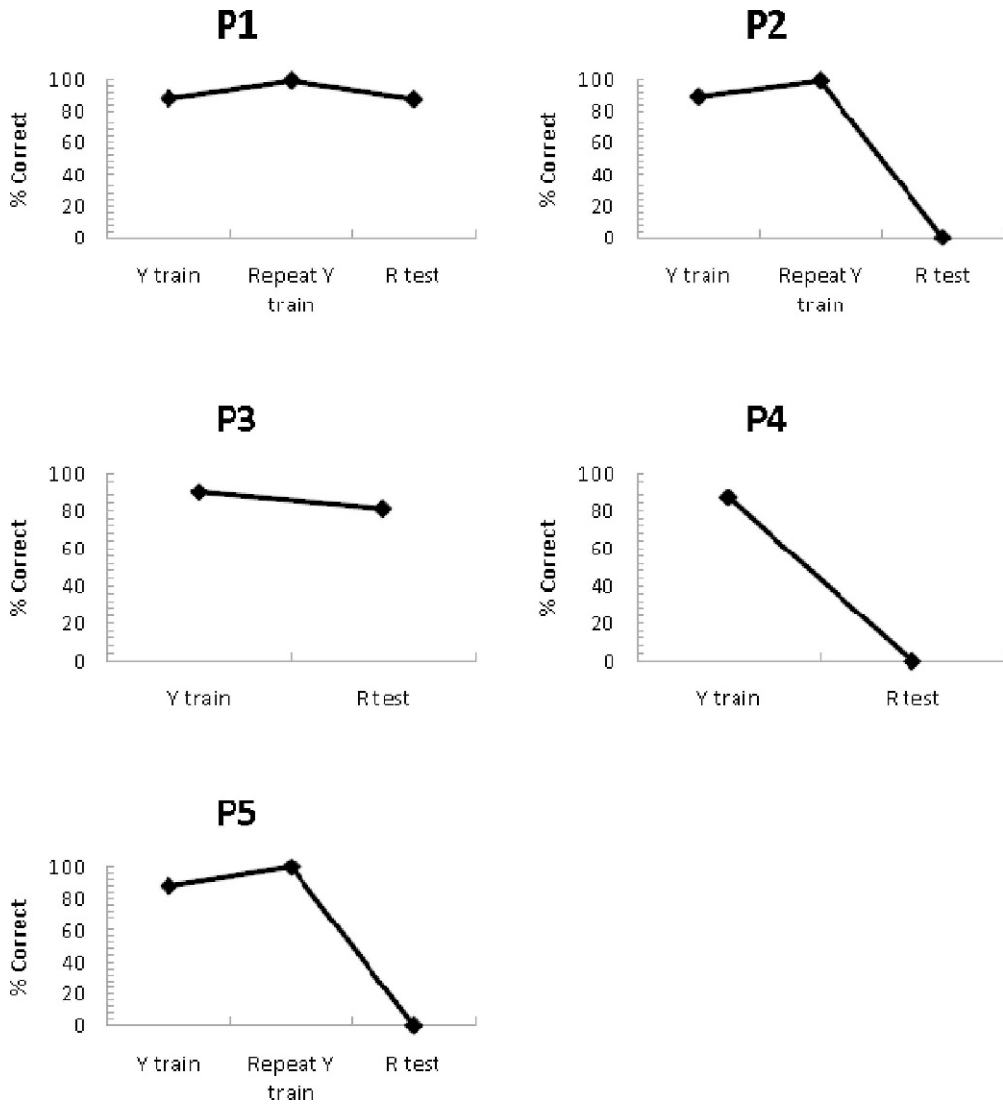 P1
% Correct
100
80
60
40
20
0
Y train
Repeat Y
train
R test
P2
% Correct
100
80
60
40
20
0
Y train
Repeat Y
train
R test
P3
% Correct
100
80
60
40
20
0
Y train
R test
P4
% Correct
100
80
60
40
20
0
Y train
R test
P5
% Correct
100
80
60
40
20
0
Y train
Repeat Y
train
R test